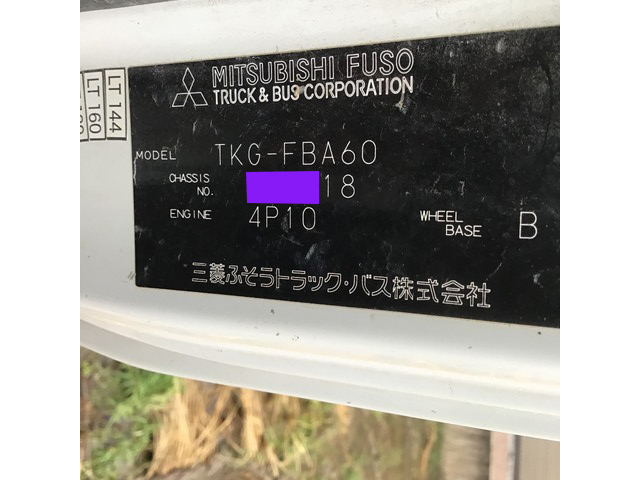 MITSUBISHI FUSO
TRUCK & BUS CORPORATION
MODEL TKG-FBA60
CHASSIS NO. 18
ENGINE 4P10
WHEEL BASE B
三菱ふそうトラック・バス株式会社
LT 144
LT 160